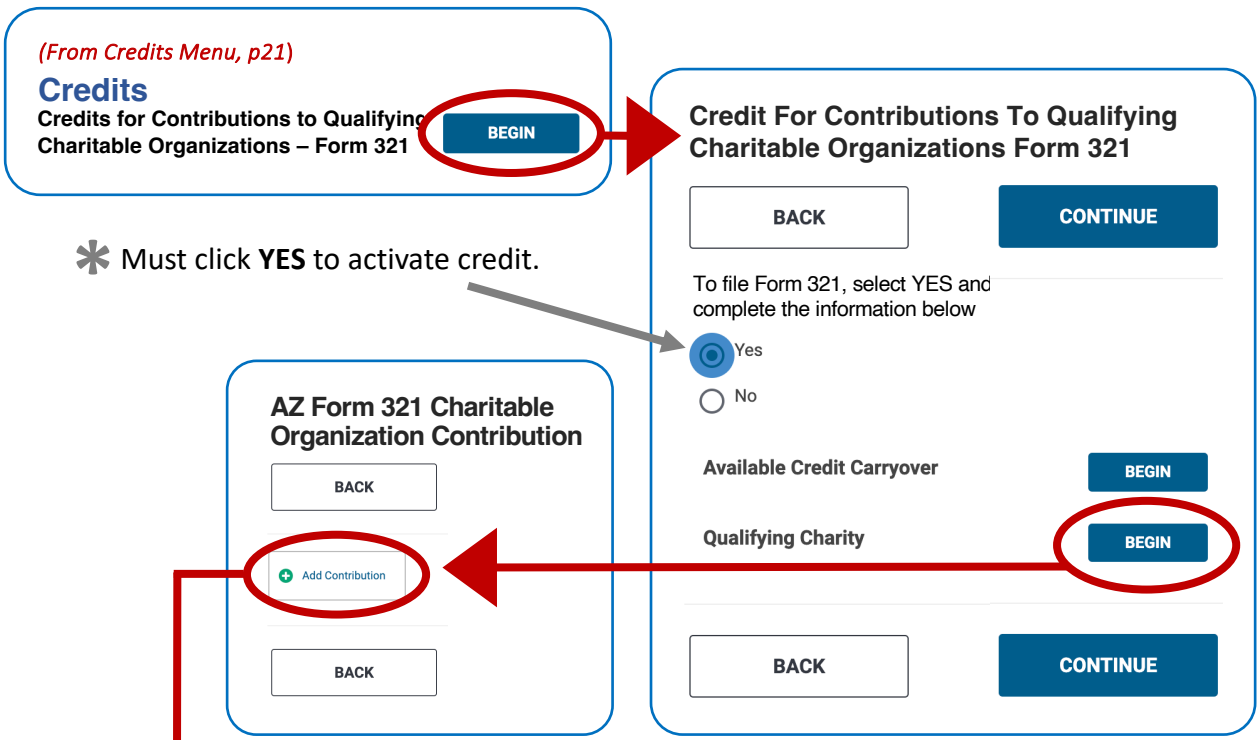 (From Credits Menu, p21)
Credits
Credits for Contributions to Qualifying
Charitable Organizations – Form 321
BEGIN
Credit For Contributions To Qualifying
Charitable Organizations Form 321
BACK
CONTINUE
✱ Must click YES to activate credit.
To file Form 321, select YES and
complete the information below
Yes
No
Available Credit Carryover
BEGIN
Qualifying Charity
BEGIN
BACK
CONTINUE
AZ Form 321 Charitable
Organization Contribution
BACK
Add Contribution
BACK